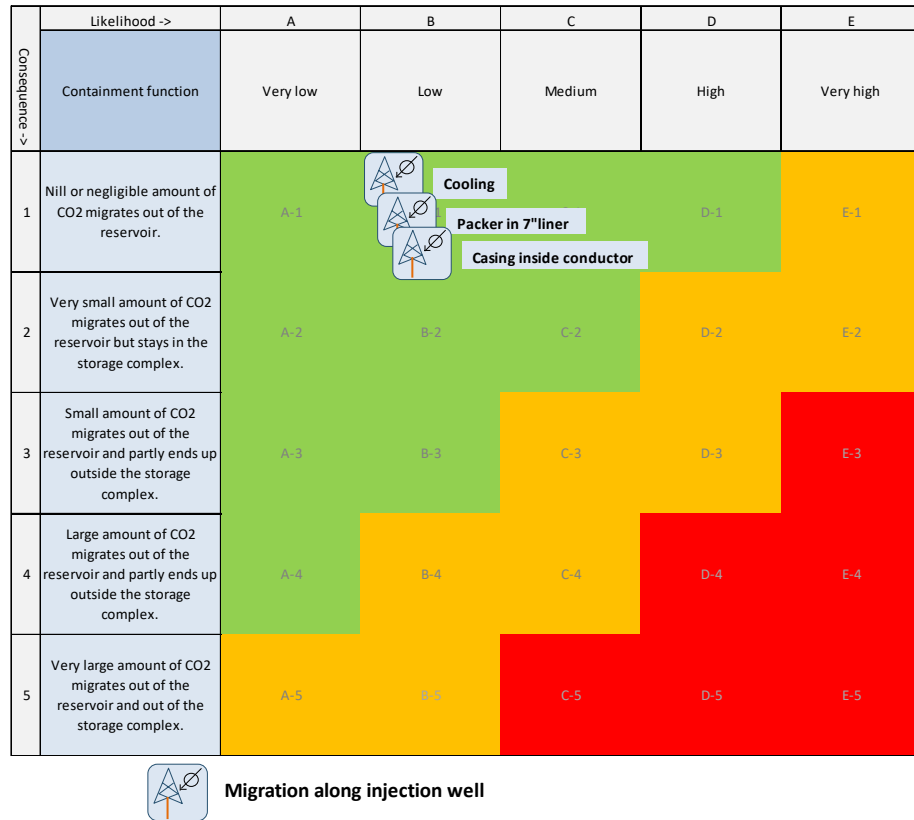 Likelihood ->
A
B
C
D
E
Consequence ->
Containment function
Very low
Low
Medium
High
Very high
1
Nill or negligible amount of
CO2 migrates out of the
reservoir.
A-1
1
D-1
E-1
Cooling
Packer in 7"liner
Casing inside conductor
2
Very small amount of CO2
migrates out of the
reservoir but stays in the
storage complex.
A-2
B-2
C-2
D-2
E-2
3
Small amount of CO2
migrates out of the
reservoir and partly ends up
outside the storage
complex.
A-3
B-3
C-3
D-3
E-3
4
Large amount of CO2
migrates out of the
reservoir and partly ends up
outside the storage
complex.
A-4
B-4
C-4
D-4
E-4
5
Very large amount of CO2
migrates out of the
reservoir and out of the
storage complex.
A-5
B-5
C-5
D-5
E-5
Migration along injection well